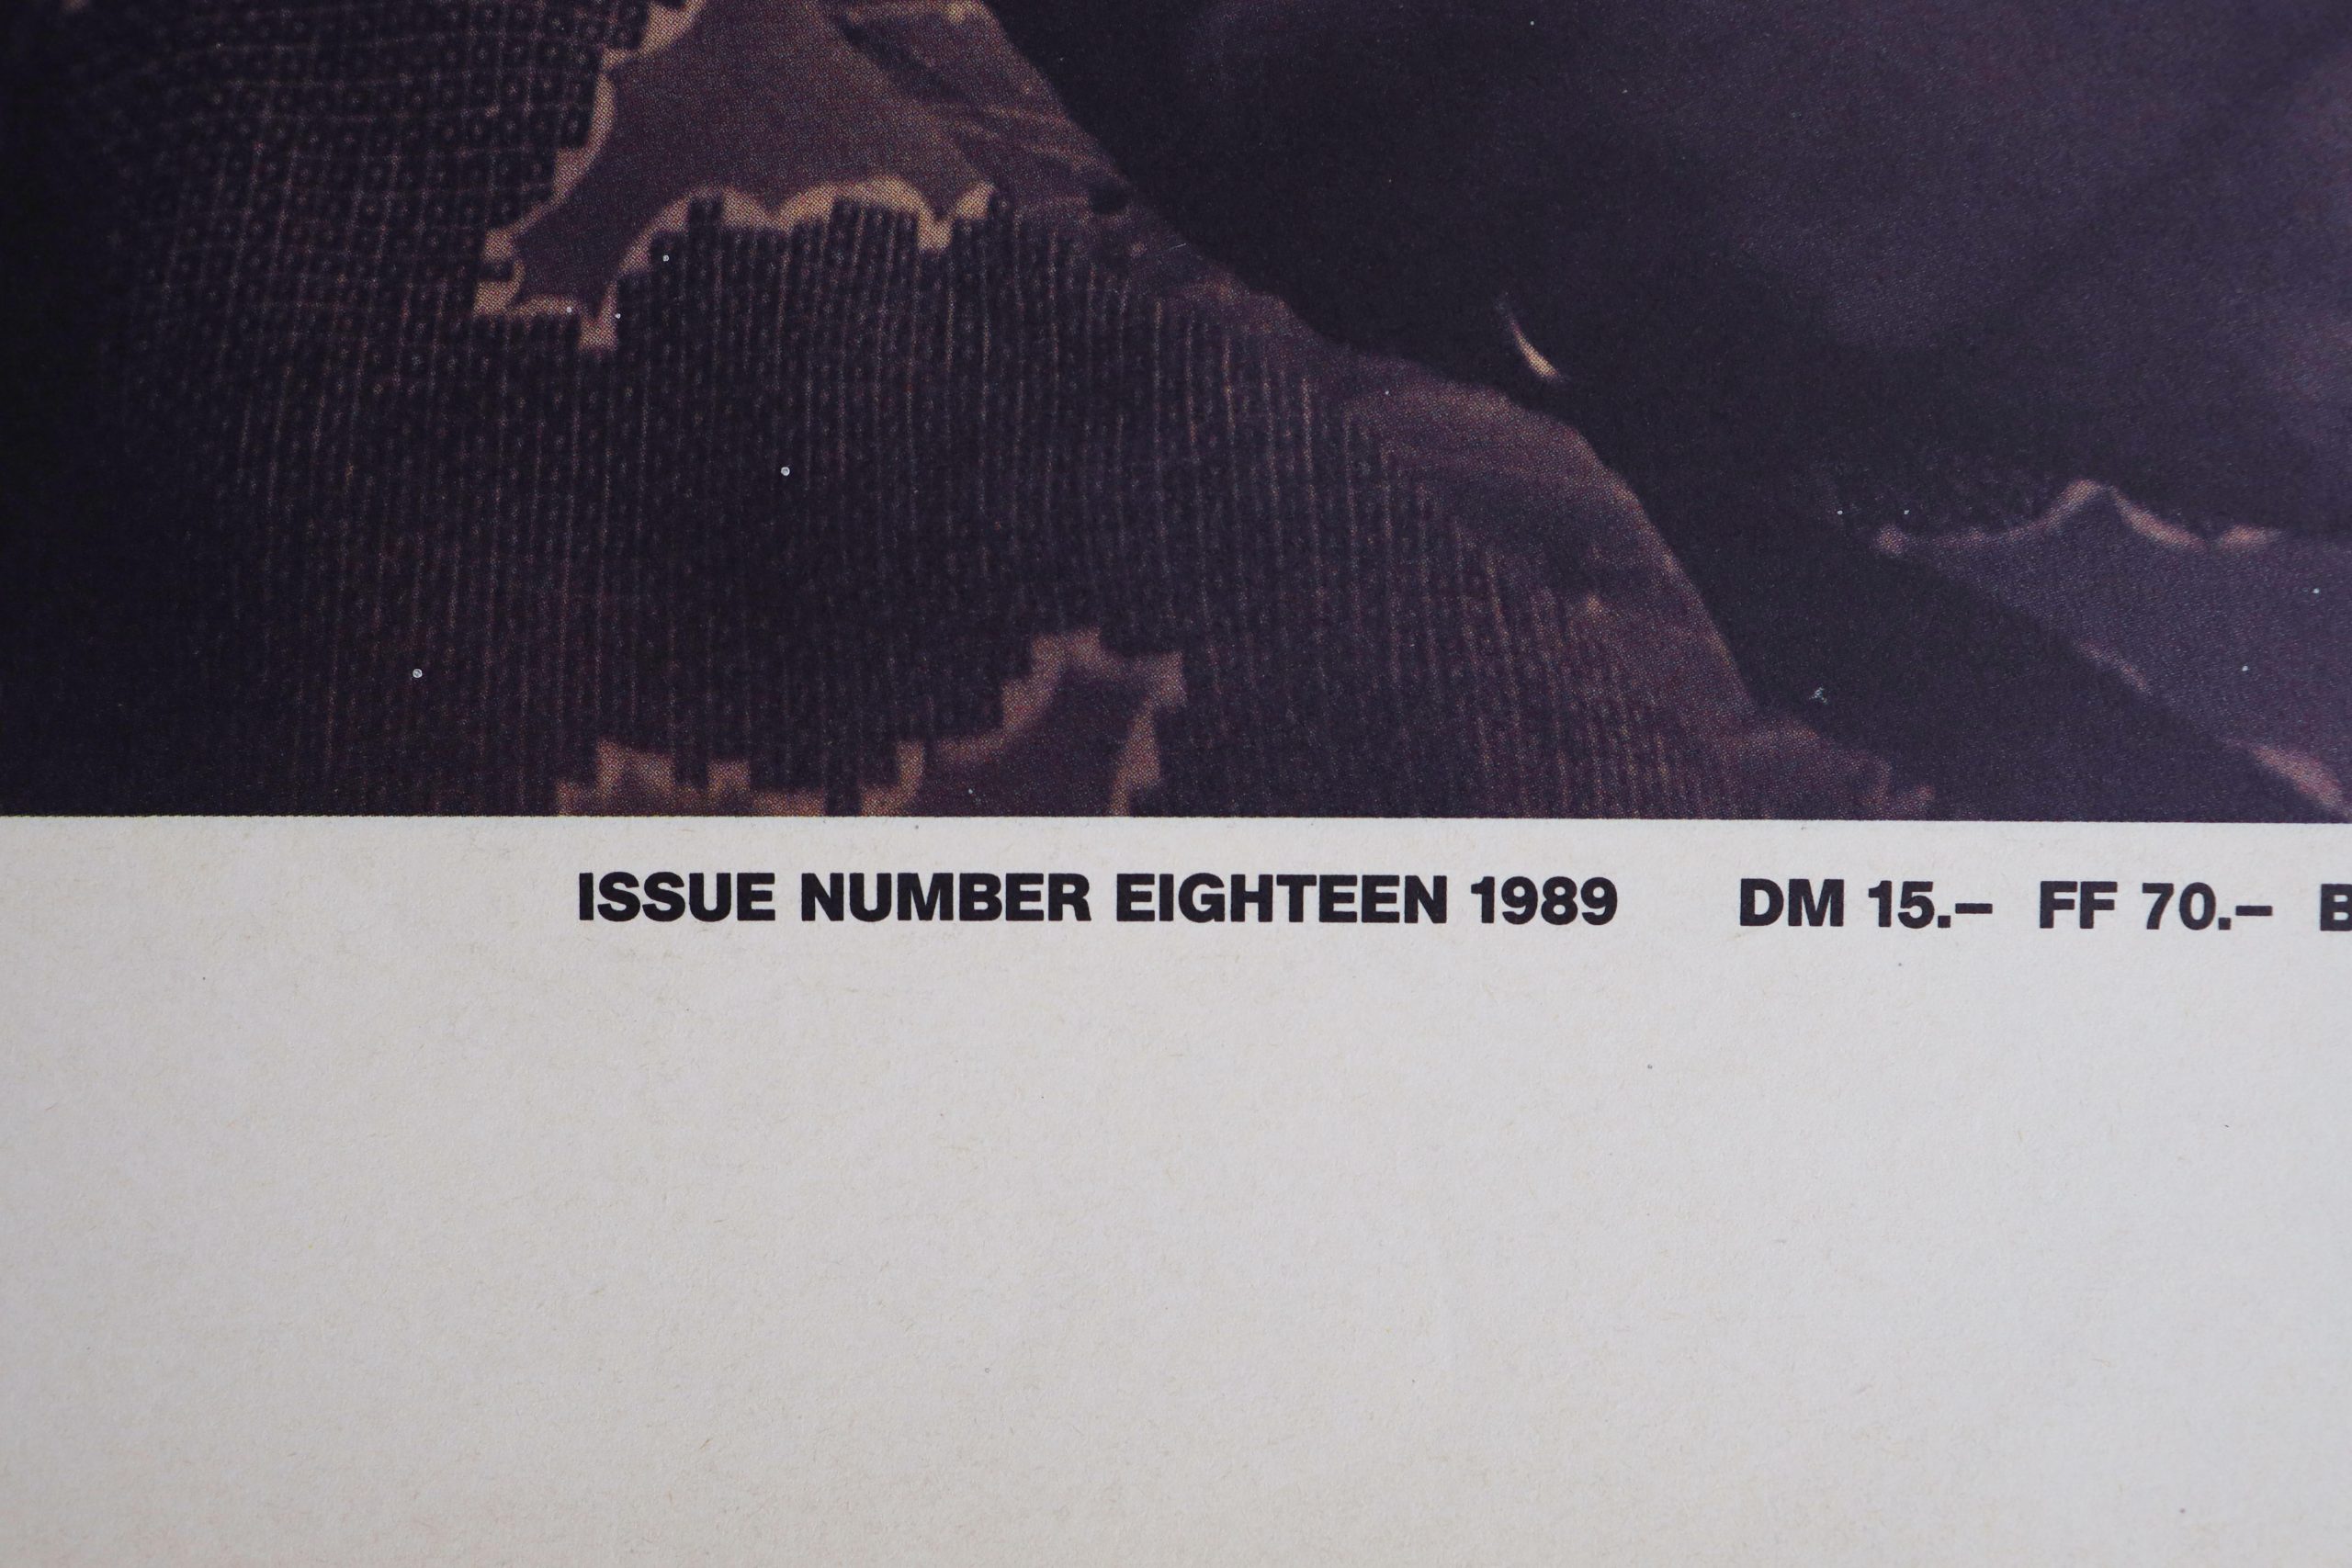 ISSUE NUMBER EIGHTEEN 1989 DM 15.– FF 70.–